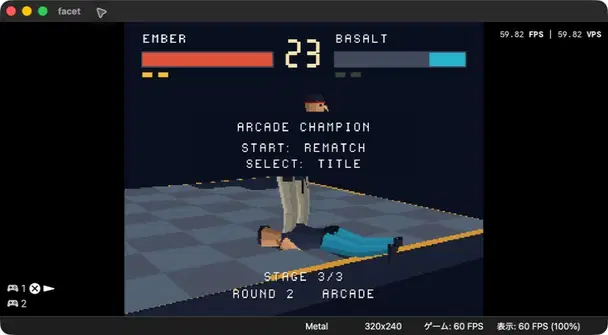 facet
59.82 FPS | 59.82 VPS
EMBER
23
BASALT
ARCADE CHAMPION
START: REMATCH
SELECT: TITLE
STAGE 3/3
ROUND 2 ARCADE
1
2
Metal 320x240 ゲーム: 60 FPS 表示: 60 FPS (100%)